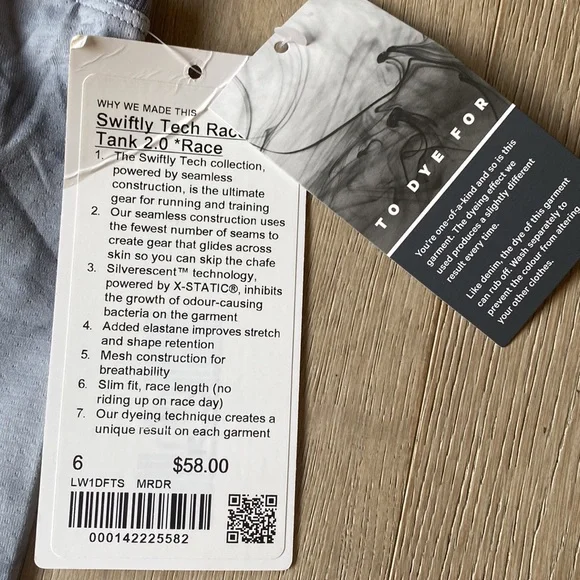 WHY WE MADE THIS
Swiftly Tech Rac
Tank 2.0 *Race
1. The Swiftly Tech collection,
powered by seamless
construction, is the ultimate
gear for running and training
2. Our seamless construction uses
the fewest number of seams to
create gear that glides across
skin so you can skip the chafe
3. Silverescent™ technology,
powered by X-STATIC®, inhibits
the growth of odour-causing
bacteria on the garment
4. Added elastane improves stretch
and shape retention
5. Mesh construction for
breathability
6. Slim fit, race length (no
riding up on race day)
7. Our dyeing technique creates a
unique result on each garment
6 $58.00
LW1DFTS MRDR
000142225582
TO DYE FOR
You're one-of-a-kind and so is this
garment. The dyeing effect we
used produces a slightly different
result every time.
Like denim, the dye of this garment
can rub off. Wash separately to
prevent the colour from altering
your other clothes.